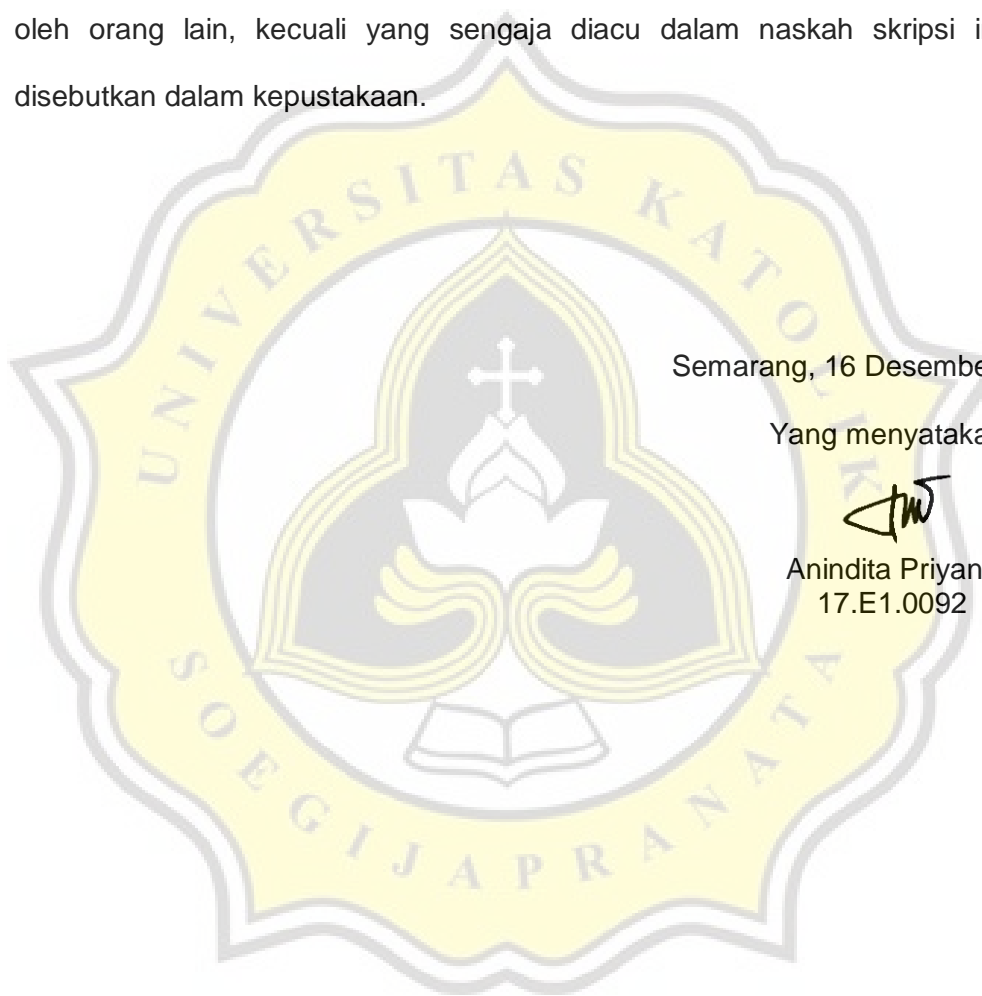 oleh orang lain, kecuali yang sengaja diacu dalam naskah skripsi i
disebutkan dalam kepustakaan.
UNIVERSITAS KATOLIK
Semarang, 16 Desembe
Yang menyataka
Anindita Priyan
17.E1.0092
SOEGIJAPRANATA